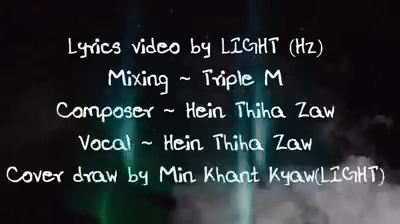 Lyrics video by LIGHT (Hz)
Mixing ~ Triple M
Composer ~ Hein Thiha Zaw
Vocal ~ Hein Thiha Zaw
Cover draw by Min Khant Kyaw(LIGHT)